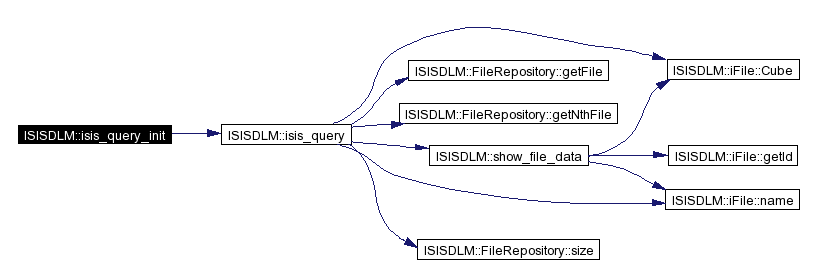 ISISDLM::isis_query_init
ISISDLM::isis_query
ISISDLM::FileRepository::getFile
ISISDLM::FileRepository::getNthFile
ISISDLM::show_file_data
ISISDLM::FileRepository::size
ISISDLM::iFile::Cube
ISISDLM::iFile::getId
ISISDLM::iFile::name